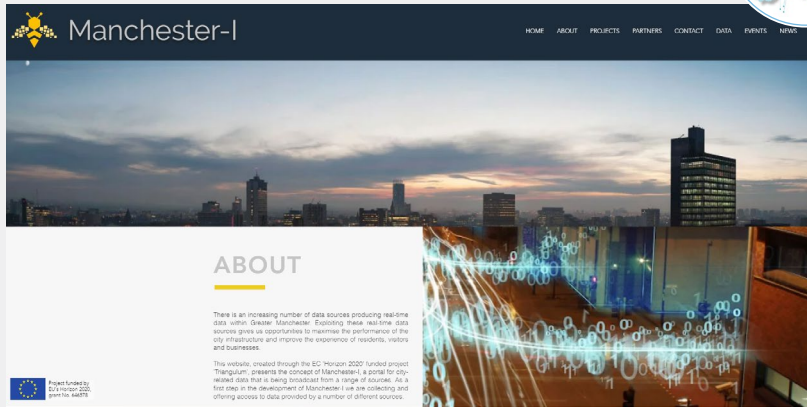 Manchester-I
HOME ABOUT PROJECTS PARTNERS CONTACT DATA EVENTS NEWS
ABOUT
There is an increasing number of data sources producing real-time
data within Greater Manchester. Exploiting these real-time data
sources gives us opportunities to maximise the performance of the
city infrastructure and improve the experience of residents, visitors
and businesses.
This website, created through the EC 'Horizon 2020' funded project
'Triangulum', presents the concept of Manchester-I, a portal for city-
related data that is being broadcast from a range of sources. As a
first step in the development of Manchester-I we are collecting and
offering access to data provided by a number of different sources.
Project funded by
EU's Horizon 2020,
grant No. 646578